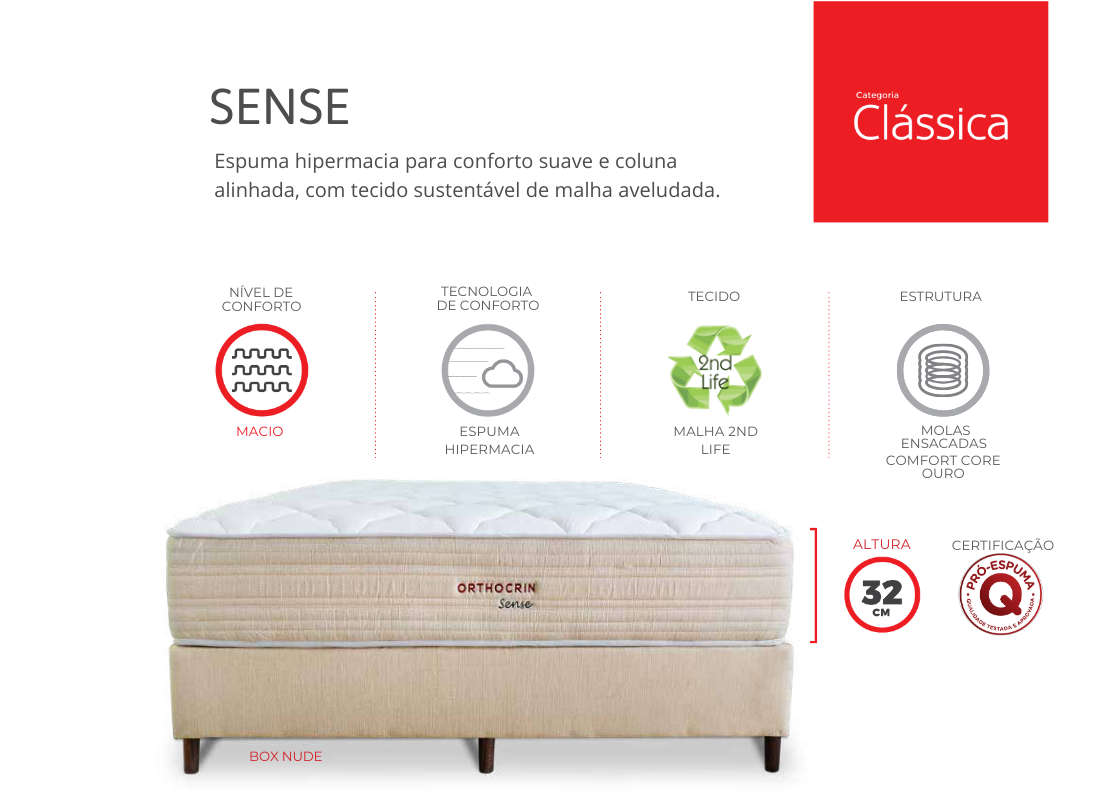 SENSE
Espuma hipermacia para conforto suave e coluna
alinhada, com tecido sustentável de malha aveludada.
Categoria
Clássica
NÍVEL DE
CONFORTO
MACIO
TECNOLOGIA
DE CONFORTO
ESPUMA
HIPERMACIA
TECIDO
2nd
Life
MALHA 2ND
LIFE
ESTRUTURA
MOLAS
ENSACADAS
COMFORT CORE
OURO
ORTHOCRIN
Sense
ALTURA
32
CM
CERTIFICAÇÃO
PRÓ-ESPUMA
Q
QUALIDADE TESTADA E APROVADA
BOX NUDE